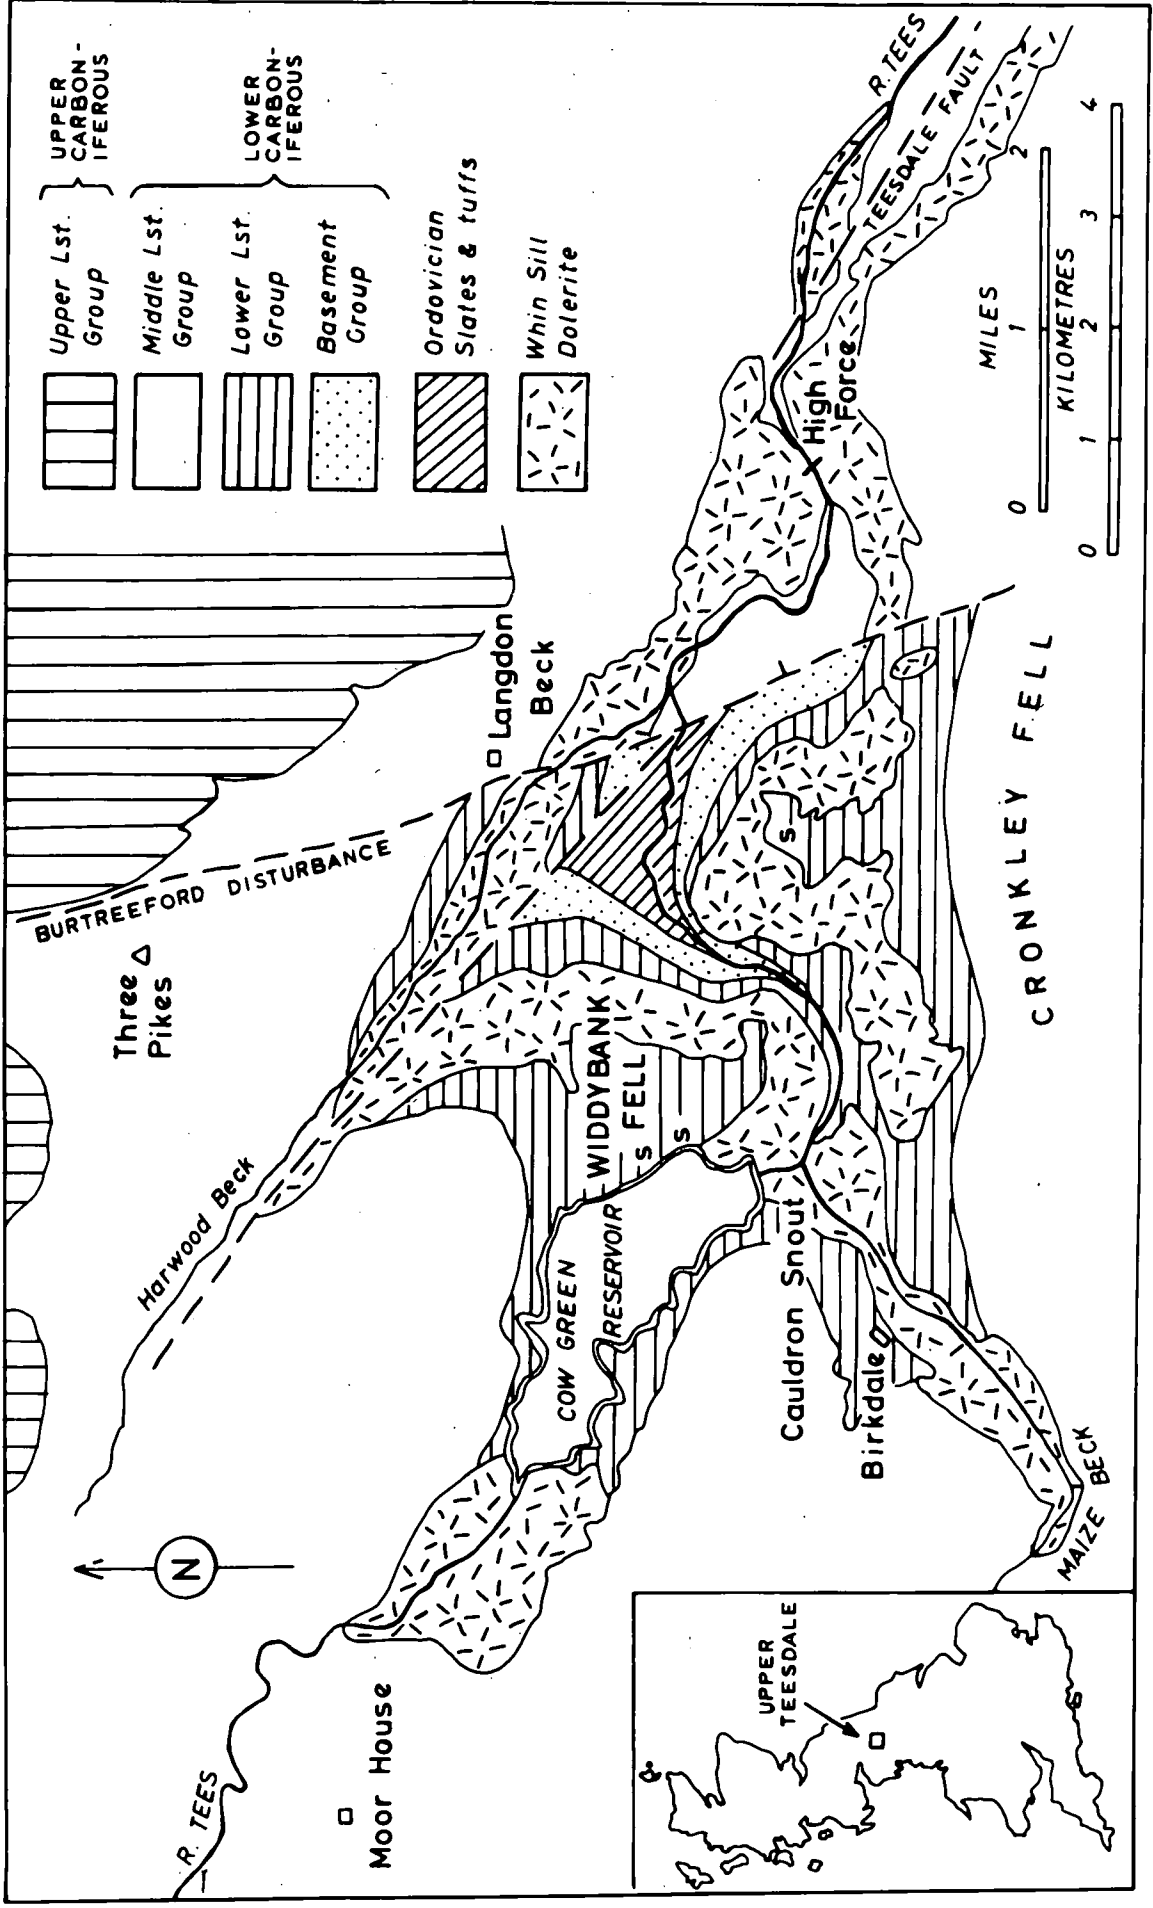 UPPER
CARBON-
IFEROUS
LOWER
CARBON-
IFEROUS
Upper Lst.
Group
Middle Lst.
Group
Lower Lst.
Group
Basement
Group
Ordovician
Slates & tuffs
Whin Sill
Dolerite
R. TEES
TEESDALE FAULT
High
Force
MILES
0 1 2
KILOMETRES
0 1 2 3 4
Langdon
Beck
BURTREEFORD DISTURBANCE
Three
Pikes
Harwood Beck
WIDDYBANK
FELL
S
S
S
COW GREEN
RESERVOIR
Cauldron Snout
Birkdale
CRONKLEY FELL
MAIZE
BECK
N
R. TEES
Moor House
UPPER
TEESDALE